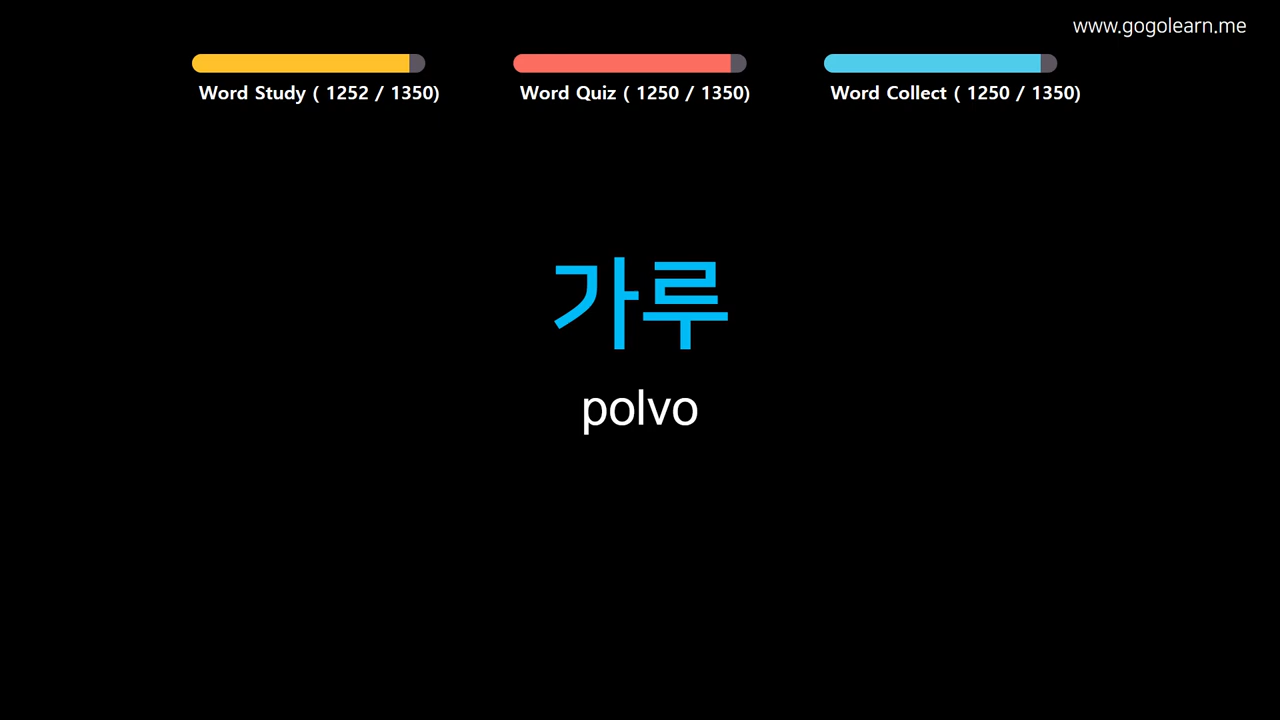 www.gogolearn.me
Word Study ( 1252 / 1350)
Word Quiz ( 1250 / 1350)
Word Collect ( 1250 / 1350)
가루
polvo